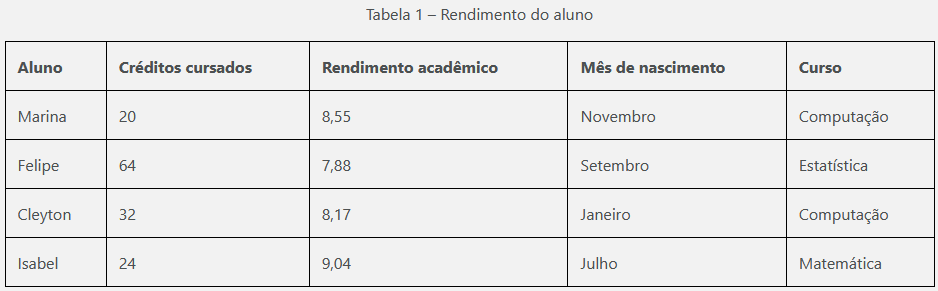 Tabela 1 – Rendimento do aluno
Aluno Créditos cursados Rendimento acadêmico Mês de nascimento Curso
Marina 20 8,55 Novembro Computação
Felipe 64 7,88 Setembro Estatística
Cleyton 32 8,17 Janeiro Computação
Isabel 24 9,04 Julho Matemática